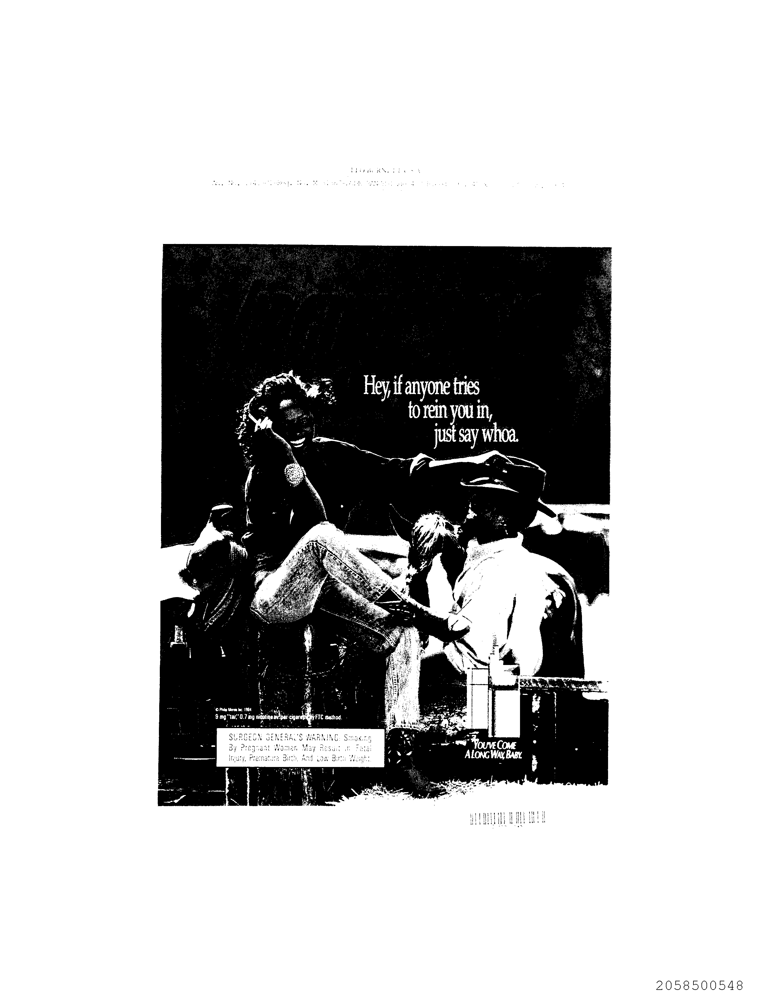 Hey, if anyone tries
to rein you in,
just say whoa.
© Philip Morris Inc. 1994
9 mg "tar," 0.7 mg nicotine av. per cigarette by FTC method.
SURGEON GENERAL'S WARNING: Smoking
By Pregnant Women May Result in Fetal
Injury, Premature Birth, And Low Birth Weight.
YOU'VE COME
A LONG WAY, BABY.
2058500548